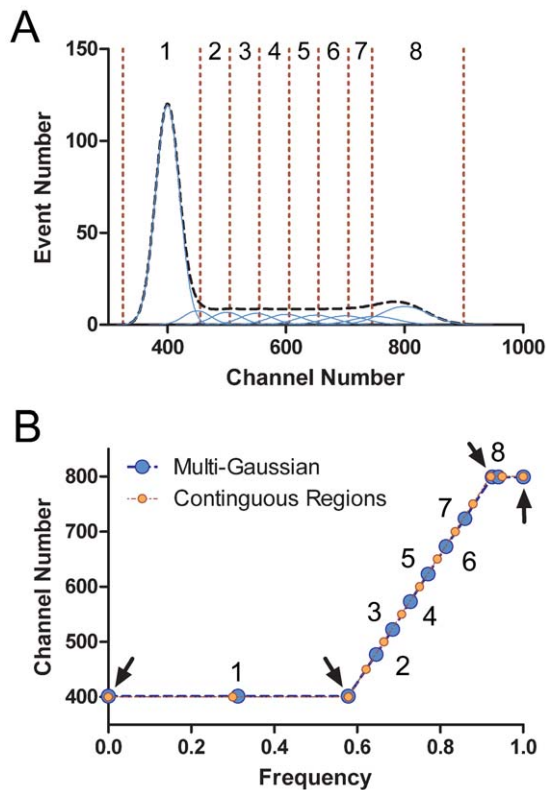 A
1 2 3 4 5 6 7 8
150
100
50
0
Event Number
400 600 800 1000
Channel Number
B
Multi-Gaussian
Continguous Regions
8
7
6
5
4
3
2
1
800
700
600
500
400
Channel Number
0.0 0.2 0.4 0.6 0.8 1.0
Frequency